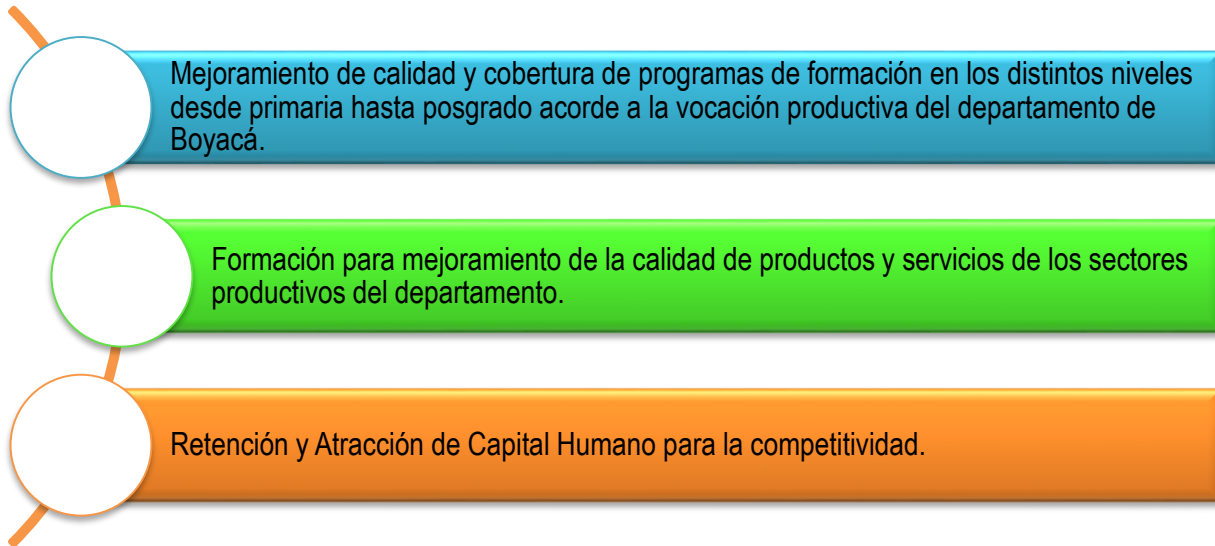 Mejoramiento de calidad y cobertura de programas de formación en los distintos niveles
desde primaria hasta posgrado acorde a la vocación productiva del departamento de
Boyacá.
Formación para mejoramiento de la calidad de productos y servicios de los sectores
productivos del departamento.
Retención y Atracción de Capital Humano para la competitividad.